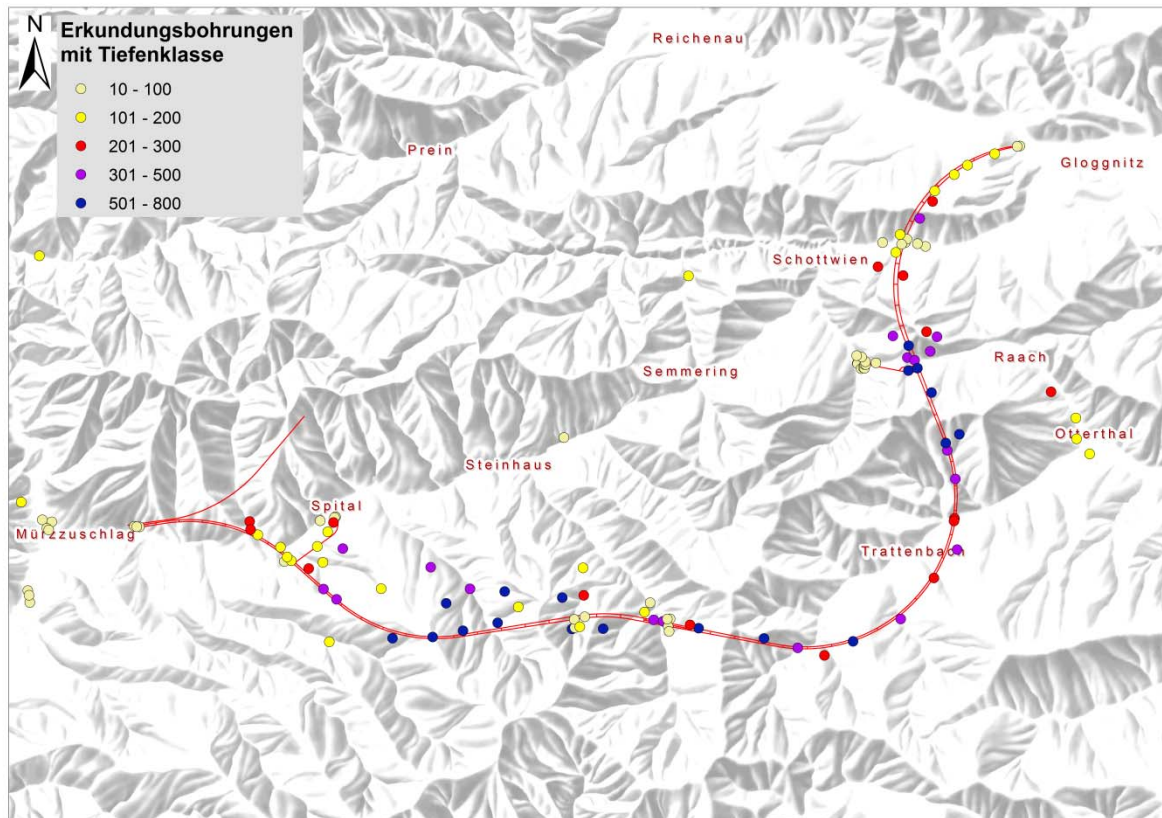 N
Erkundungsbohrungen
mit Tiefenklasse
10 - 100
101 - 200
201 - 300
301 - 500
501 - 800
Reichenau
Prein
Gloggnitz
Schottwien
Raach
Semmering
Otterthal
Steinhaus
Spital
Mürzzuschlag
Trattenbach